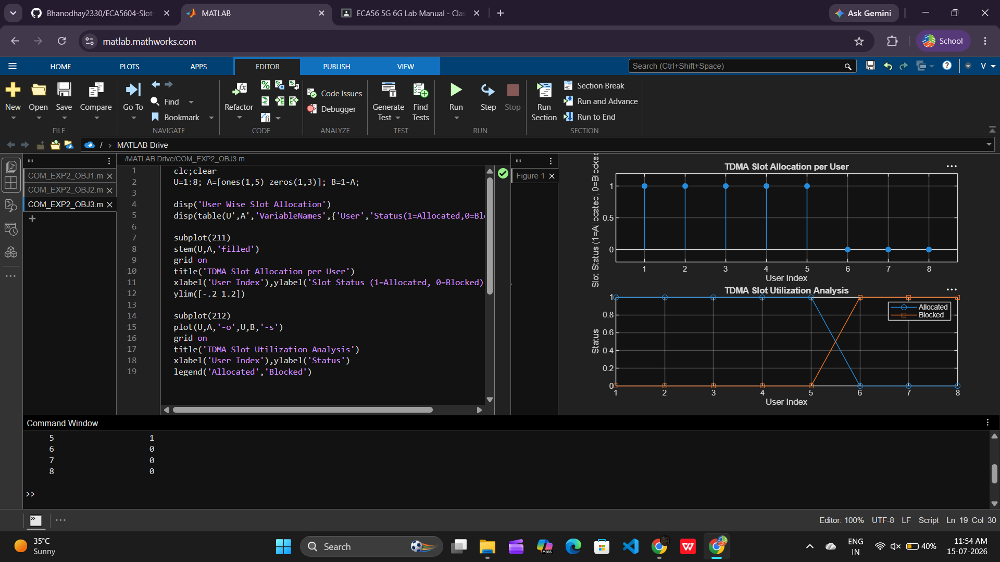 Bhanodhay2330/ECA5604-Slot-
MATLAB
ECA56 5G 6G Lab Manual - Clas
Ask Gemini
matlab.mathworks.com
School
HOME
PLOTS
APPS
EDITOR
PUBLISH
VIEW
Search (Ctrl+Shift+Space)
V
New
Open
Save
Compare
FILE
Go To
Find
Bookmark
NAVIGATE
Refactor
CODE
Code Issues
Debugger
ANALYZE
Generate
Test
Find
Tests
TEST
Run
Step
Stop
RUN
Run
Section
Section Break
Run and Advance
Run to End
SECTION
/ › MATLAB Drive
COM_EXP2_OBJ1.m
COM_EXP2_OBJ2.m
COM_EXP2_OBJ3.m
/MATLAB Drive/COM_EXP2_OBJ3.m
1 clc;clear
2 U=1:8; A=[ones(1,5) zeros(1,3)]; B=1-A;
3
4 disp('User Wise Slot Allocation')
5 disp(table(U',A','VariableNames',{'User','Status(1=Allocated,0=Blo
6
7 subplot(211)
8 stem(U,A,'filled')
9 grid on
10 title('TDMA Slot Allocation per User')
11 xlabel('User Index'),ylabel('Slot Status (1=Allocated, 0=Blocked)
12 ylim([-.2 1.2])
13
14 subplot(212)
15 plot(U,A,'-o',U,B,'-s')
16 grid on
17 title('TDMA Slot Utilization Analysis')
18 xlabel('User Index'),ylabel('Status')
19 legend('Allocated','Blocked')
Figure 1
TDMA Slot Allocation per User
Slot Status (1=Allocated, 0=Blocked
1
0.5
0
1 2 3 4 5 6 7 8
User Index
TDMA Slot Utilization Analysis
Status
1
0.8
0.6
0.4
0.2
0
Allocated
Blocked
1 2 3 4 5 6 7 8
User Index
Command Window
5 1
6 0
7 0
8 0
>>
Editor: 100% UTF-8 LF Script Ln 19 Col 30
35°C
Sunny
Search
M365
W
ENG
IN
40%
11:54 AM
15-07-2026